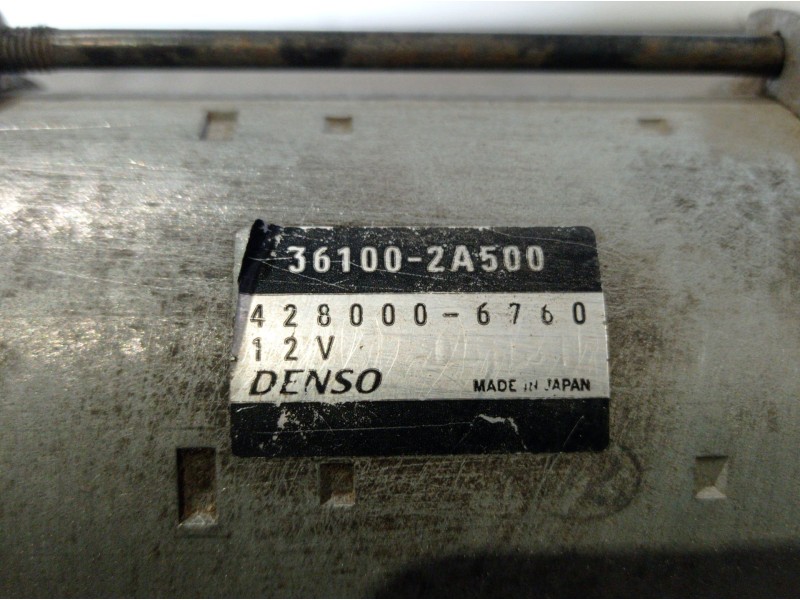 36100-2A500
428000-6760
12V
DENSO MADE IN JAPAN